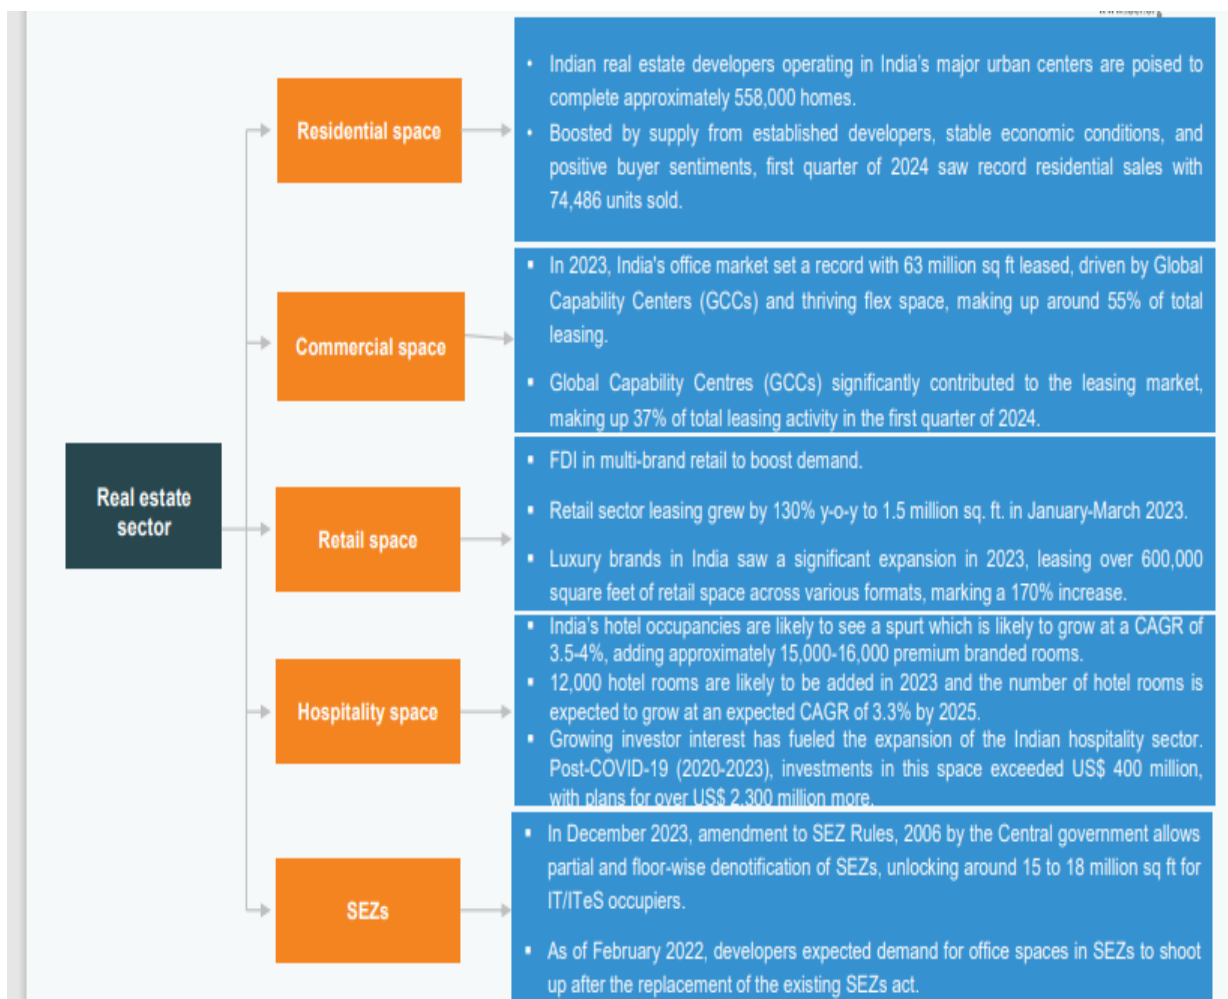 Real estate
sector
Residential space
• Indian real estate developers operating in India's major urban centers are poised to
complete approximately 558,000 homes.
• Boosted by supply from established developers, stable economic conditions, and
positive buyer sentiments, first quarter of 2024 saw record residential sales with
74,486 units sold.
Commercial space
▪ In 2023, India's office market set a record with 63 million sq ft leased, driven by Global
Capability Centers (GCCs) and thriving flex space, making up around 55% of total
leasing.
▪ Global Capability Centres (GCCs) significantly contributed to the leasing market,
making up 37% of total leasing activity in the first quarter of 2024.
Retail space
▪ FDI in multi-brand retail to boost demand.
▪ Retail sector leasing grew by 130% y-o-y to 1.5 million sq. ft. in January-March 2023.
▪ Luxury brands in India saw a significant expansion in 2023, leasing over 600,000
square feet of retail space across various formats, marking a 170% increase.
Hospitality space
▪ India's hotel occupancies are likely to see a spurt which is likely to grow at a CAGR of
3.5-4%, adding approximately 15,000-16,000 premium branded rooms.
▪ 12,000 hotel rooms are likely to be added in 2023 and the number of hotel rooms is
expected to grow at an expected CAGR of 3.3% by 2025.
▪ Growing investor interest has fueled the expansion of the Indian hospitality sector.
Post-COVID-19 (2020-2023), investments in this space exceeded US$ 400 million,
with plans for over US$ 2,300 million more.
SEZs
▪ In December 2023, amendment to SEZ Rules, 2006 by the Central government allows
partial and floor-wise denotification of SEZs, unlocking around 15 to 18 million sq ft for
IT/ITeS occupiers.
▪ As of February 2022, developers expected demand for office spaces in SEZs to shoot
up after the replacement of the existing SEZs act.